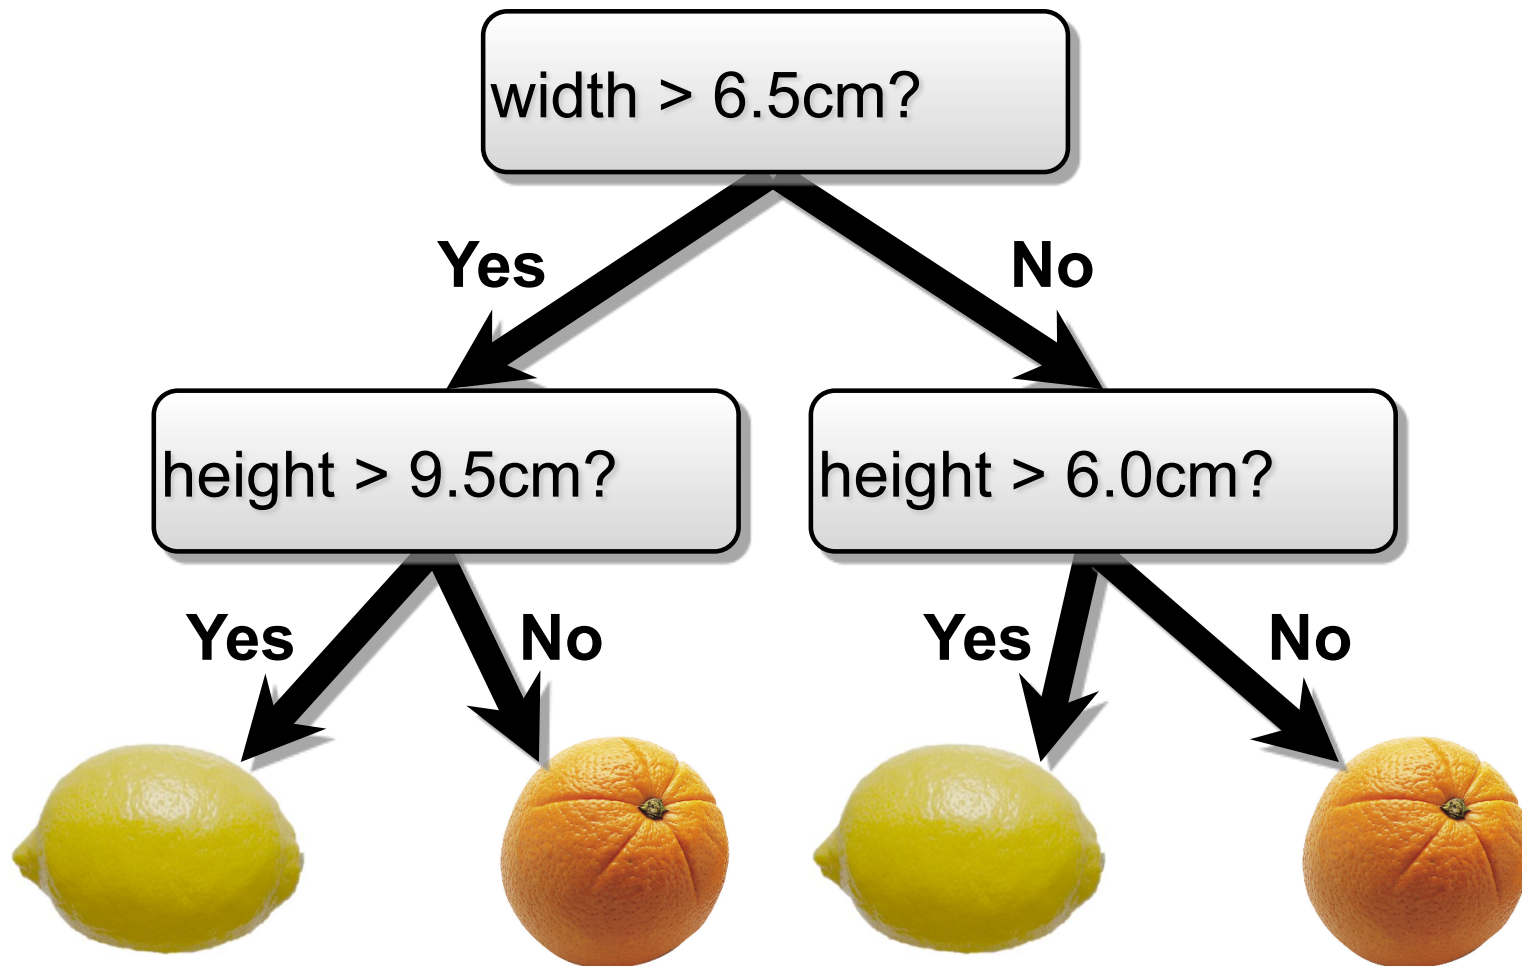 width > 6.5cm?
Yes
No
height > 9.5cm?
height > 6.0cm?
Yes
No
Yes
No